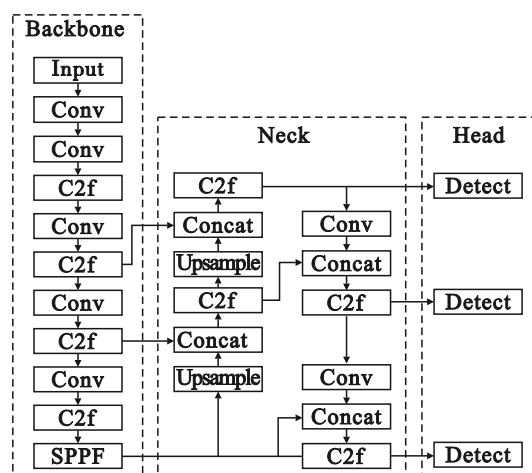 Backbone
Input
Conv
Conv
C2f
Conv
C2f
Conv
C2f
Conv
C2f
SPPF
Neck
C2f
Concat
Upsample
C2f
Concat
Upsample
Conv
Concat
C2f
Conv
Concat
C2f
Head
Detect
Detect
Detect